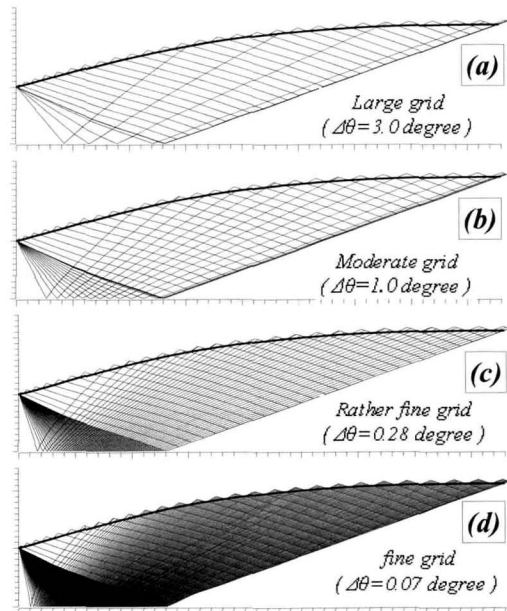 (a)
Large grid
( Δθ=3.0 degree )
(b)
Moderate grid
( Δθ=1.0 degree )
(c)
Rather fine grid
( Δθ=0.28 degree )
(d)
fine grid
( Δθ=0.07 degree )